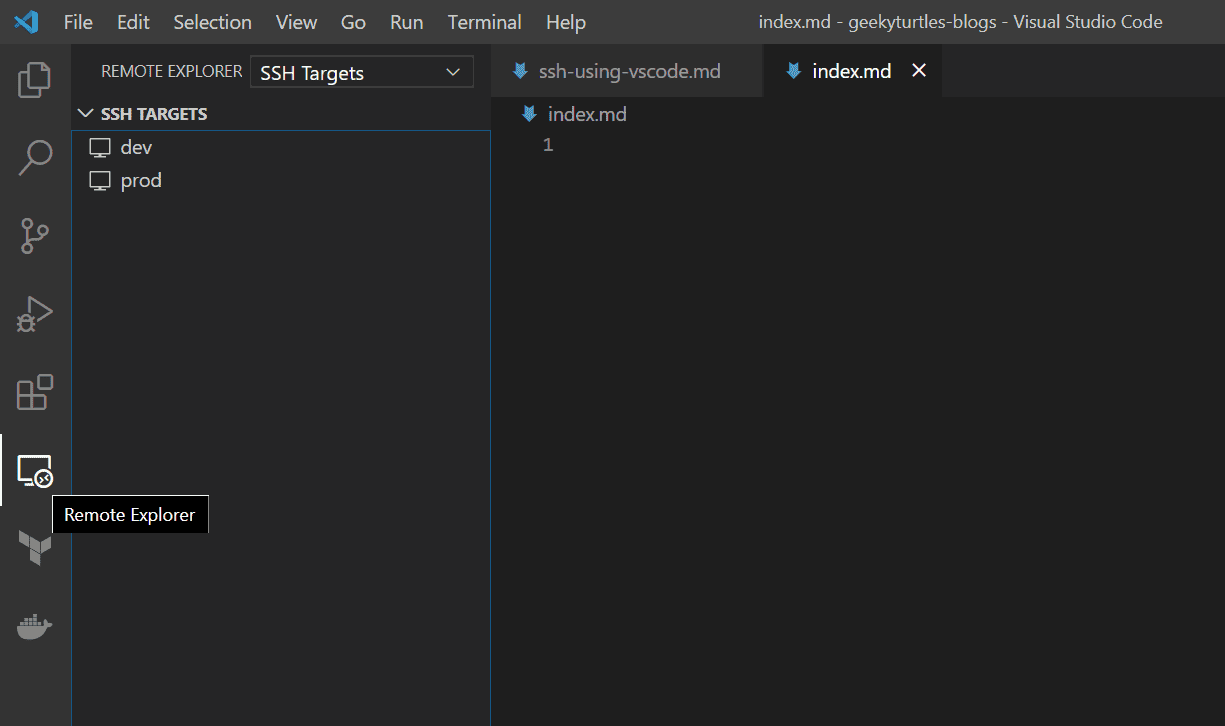 File Edit Selection View Go Run Terminal Help index.md - geekyturtles-blogs - Visual Studio Code
REMOTE EXPLORER SSH Targets
ssh-using-vscode.md index.md
SSH TARGETS
index.md
dev
1
prod
Remote Explorer